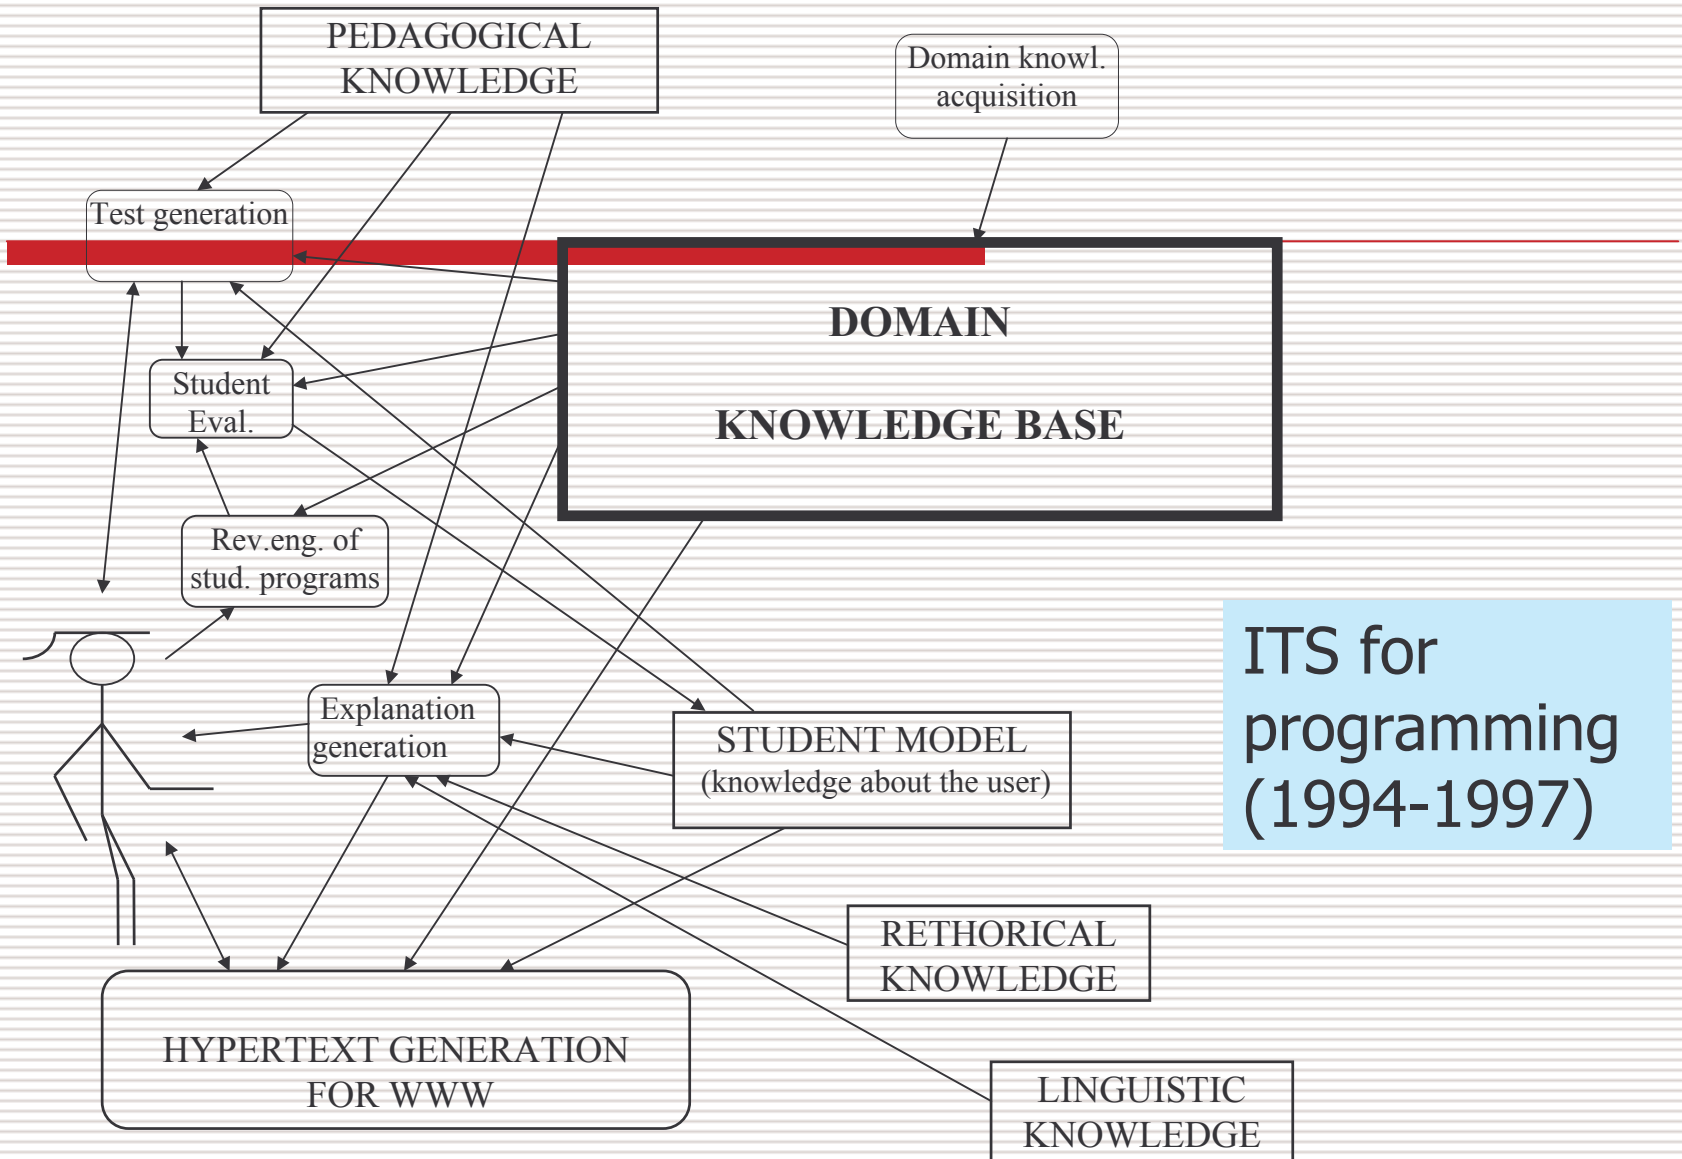 PEDAGOGICAL
KNOWLEDGE
Domain knowl.
acquisition
Test generation
DOMAIN
KNOWLEDGE BASE
Student
Eval.
Rev.eng. of
stud. programs
ITS for
programming
(1994-1997)
Explanation
generation
STUDENT MODEL
(knowledge about the user)
RETHORICAL
KNOWLEDGE
HYPERTEXT GENERATION
FOR WWW
LINGUISTIC
KNOWLEDGE